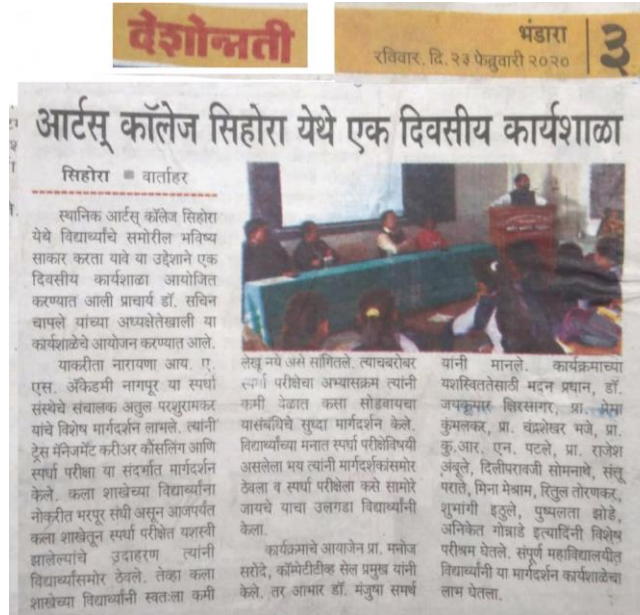 देशोन्नती
भंडारा
रविवार. दि. २३ फेब्रुवारी २०२०
३
आर्टस् कॉलेज सिहोरा येथे एक दिवसीय कार्यशाळा
सिहोरा वार्ताहर
स्थानिक आर्टस् कॉलेज सिहोरा
येथे विद्यार्थ्यांचे समोरील भविष्य
साकार करता यावे या उद्देशाने एक
दिवसीय कार्यशाळा आयोजित
करण्यात आली प्राचार्य डॉ. सचिन
चापले यांच्या अध्यक्षेतेखाली या
कार्यशाळेचे आयोजन करण्यात आले.
याकरीता नारायणा आय. ए.
एस. ॲकेडमी नागपूर या स्पर्धा
संस्थेचे संचालक अतुल परशुरामकर
यांचे विशेष मार्गदर्शन लाभले. त्यांनी
ट्रेस मॅनेजमेंट करीअर कौंसलिंग आणि
स्पर्धा परीक्षा या संदर्भात मार्गदर्शन
केले. कला शाखेच्या विद्यार्थ्यांना
नोकरीत भरपूर संधी असून आजपर्यंत
कला शाखेतून स्पर्धा परीक्षेत यशस्वी
झालेल्यांचे उदाहरण त्यांनी
विद्यार्थ्यांसमोर ठेवले. तेव्हा कला
शाखेच्या विद्यार्थ्यांनी स्वतःला कमी
लेखू नये असे सांगितले. त्याचबरोबर
स्पर्धा परीक्षेचा अभ्यासक्रम त्यांनी
कमी वेळात कसा सोडवायचा
यासंबंधिचे सुध्दा मार्गदर्शन केले.
विद्यार्थ्यांच्या मनात स्पर्धा परीक्षेविषयी
असलेला भय त्यांनी मार्गदर्शकांसमोर
ठेवला व स्पर्धा परीक्षेला कसे सामोरे
जायचे याचा उलगडा विद्यार्थ्यांनी
केला.
कार्यक्रमाचे आयाजेन प्रा. मनोज
सरोदे, कॉम्पेटीटीव्ह सेल प्रमुख यांनी
केले. तर आभार डॉ. मंजुषा समर्थ
यांनी मानले. कार्यक्रमाच्या
यशस्विततेसाठी मदन प्रधान, डॉ.
जयकुमार क्षिरसागर, प्रा. प्रेमा
कुंमलकर, प्रा. चंद्रशेखर मजे, प्रा.
कु.आर. एन. पटले, प्रा. राजेश
अंबूले, दिलीपरावजी सोमनाथे, संतू
पराते, मिना मेश्राम, रितुल तोरणकर,
शुभांगी इठुले, पुष्पलता झोडे,
अनिकेत गोन्नाडे इत्यादिंनी विशेष
परीश्रम घेतले. संपूर्ण महाविद्यालयीत
विद्यार्थीनी या मार्गदर्शन कार्यशाळेचा
लाभ घेतला.